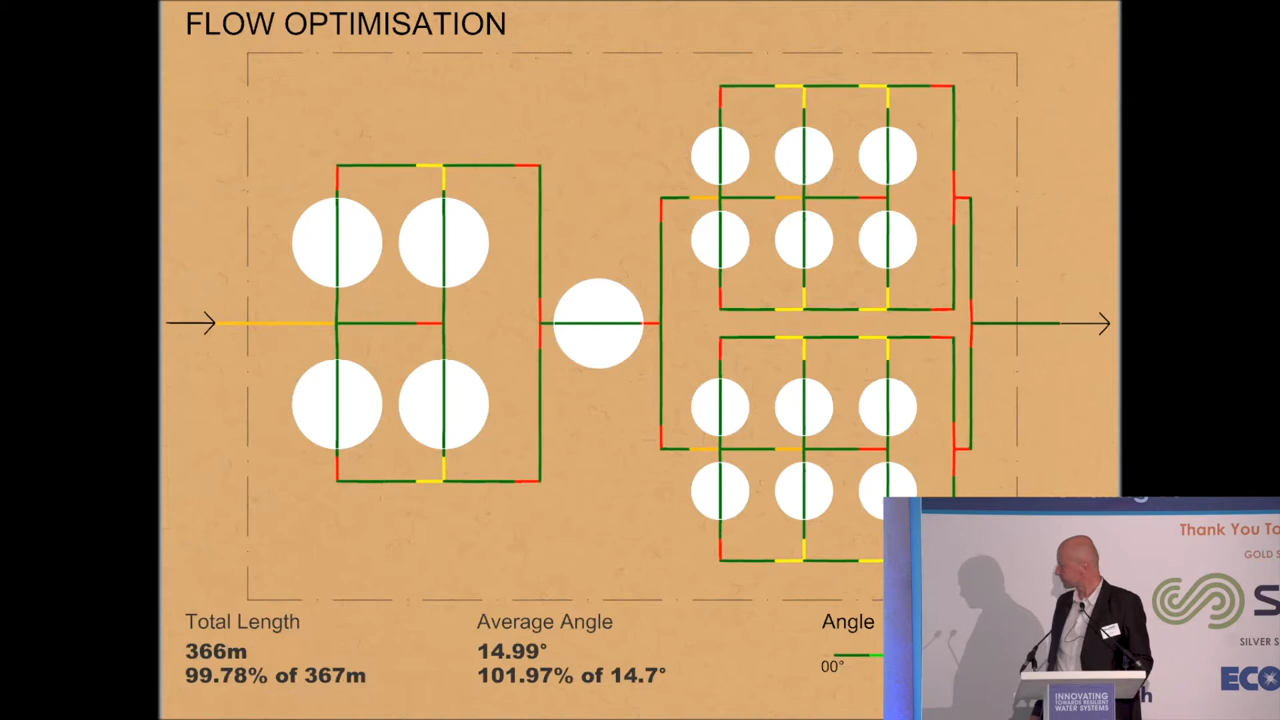 FLOW OPTIMISATION
Total Length
366m
99.78% of 367m
Average Angle
14.99°
101.97% of 14.7°
Angle
00°
Thank You To
GOLD S
S
SILVER S
ECO
INNOVATING
TOWARDS RESILIENT
WATER SYSTEMS